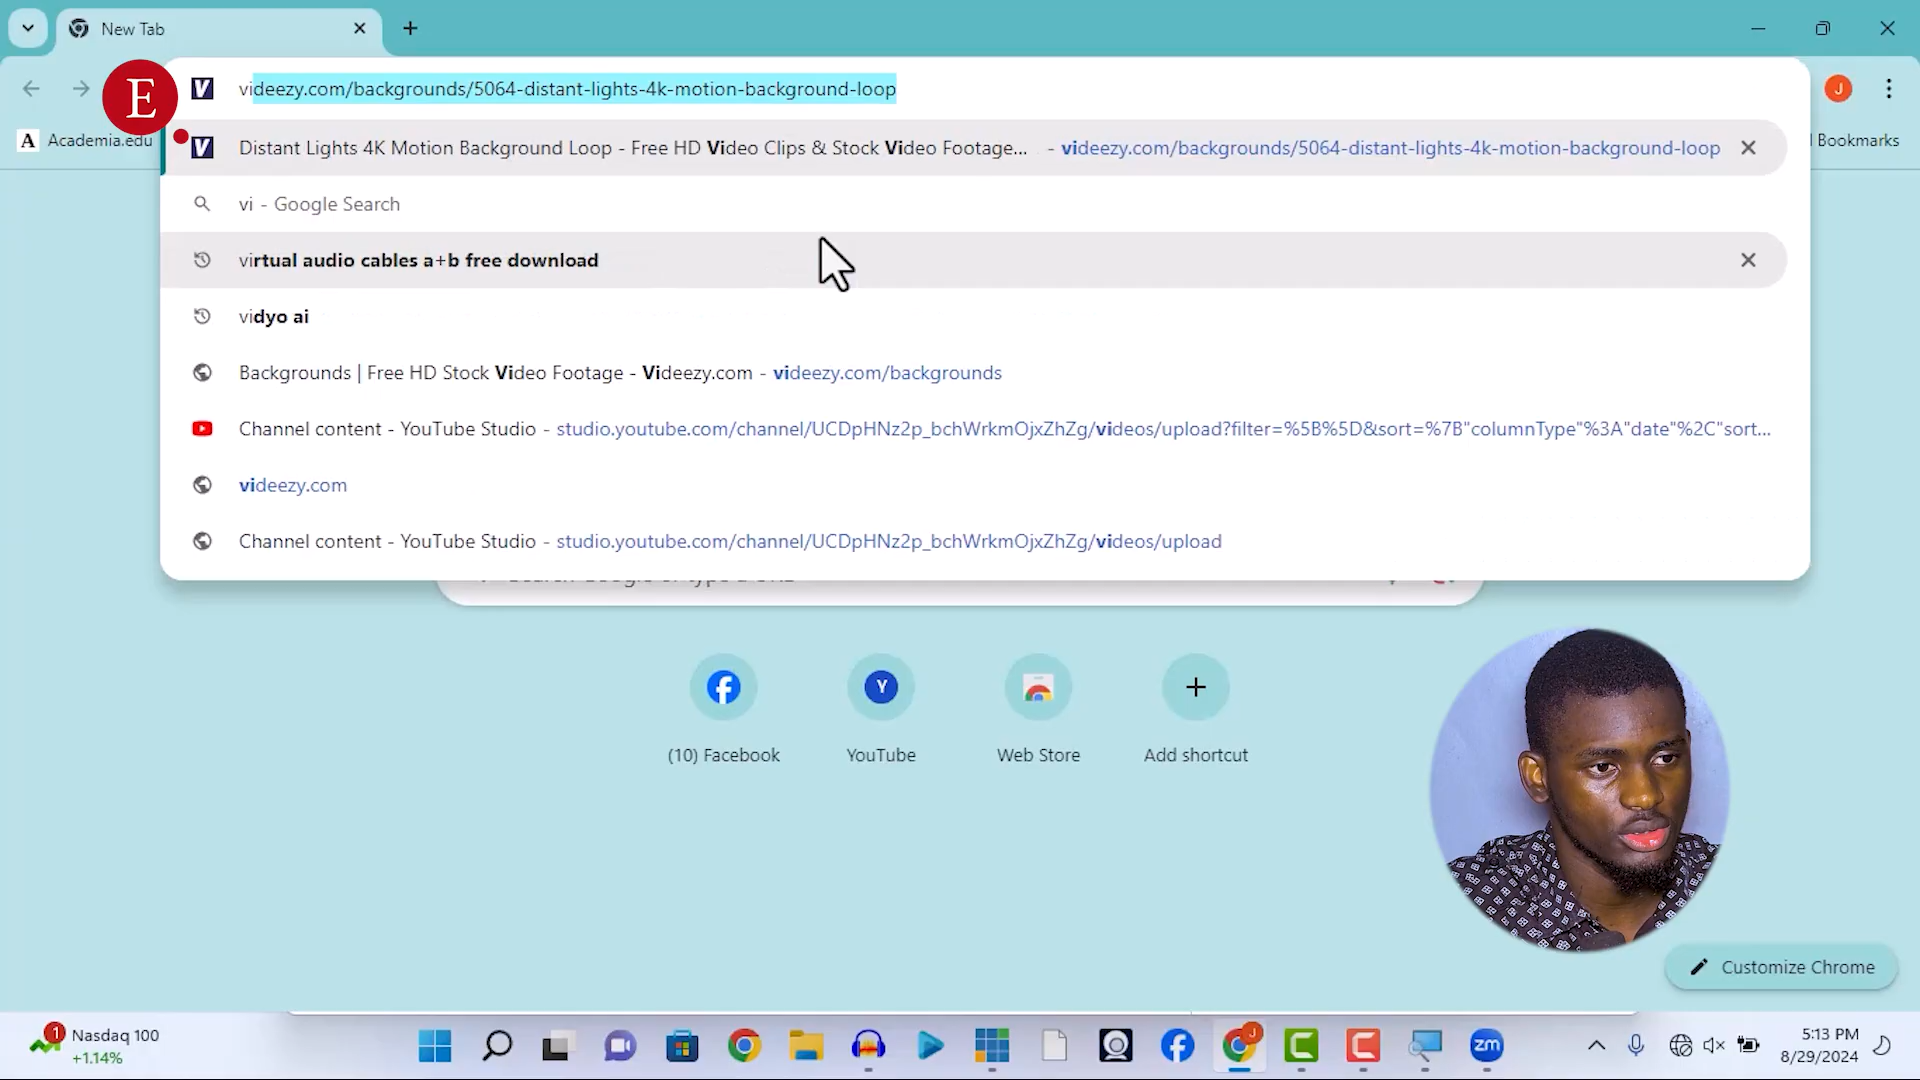 New Tab
E
videezy.com/backgrounds/5064-distant-lights-4k-motion-background-loop
A Academia.edu
Bookmarks
J
Distant Lights 4K Motion Background Loop - Free HD Video Clips & Stock Video Footage... - videezy.com/backgrounds/5064-distant-lights-4k-motion-background-loop
vi - Google Search
virtual audio cables a+b free download
vidyo ai
Backgrounds | Free HD Stock Video Footage - Videezy.com - videezy.com/backgrounds
Channel content - YouTube Studio - studio.youtube.com/channel/UCDpHNz2p_bchWrkmOjxZhZg/videos/upload?filter=%5B%5D&sort=%7B"columnType"%3A"date"%2C"sort...
videezy.com
Channel content - YouTube Studio - studio.youtube.com/channel/UCDpHNz2p_bchWrkmOjxZhZg/videos/upload
Y
(10) Facebook
YouTube
Web Store
Add shortcut
Customize Chrome
1
Nasdaq 100
+1.14%
J
zm
5:13 PM
8/29/2024